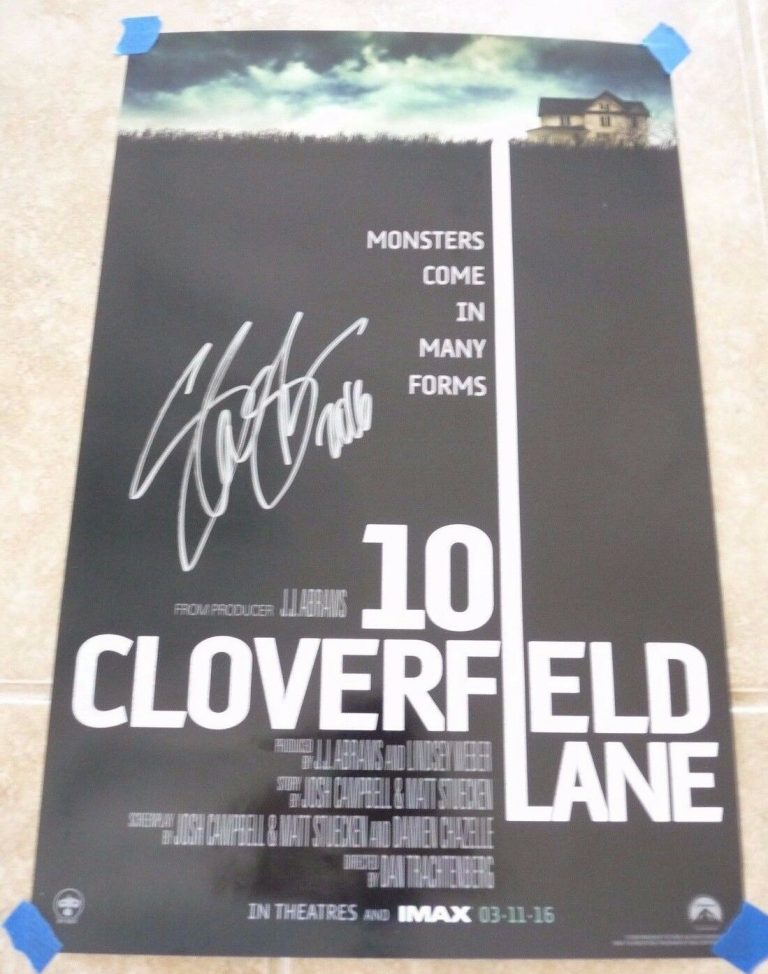 MONSTERS
COME
IN
MANY
FORMS
2016
FROM PRODUCER J.J. ABRAMS
10
CLOVERFIELD
LANE
PRODUCED BY J.J. ABRAMS AND LINDSEY WEBER
STORY BY JOSH CAMPBELL & MATT STUECKEN
SCREENPLAY BY JOSH CAMPBELL & MATT STUECKEN AND DAMIEN CHAZELLE
DIRECTED BY DAN TRACHTENBERG
IN THEATRES AND IMAX 03-11-16